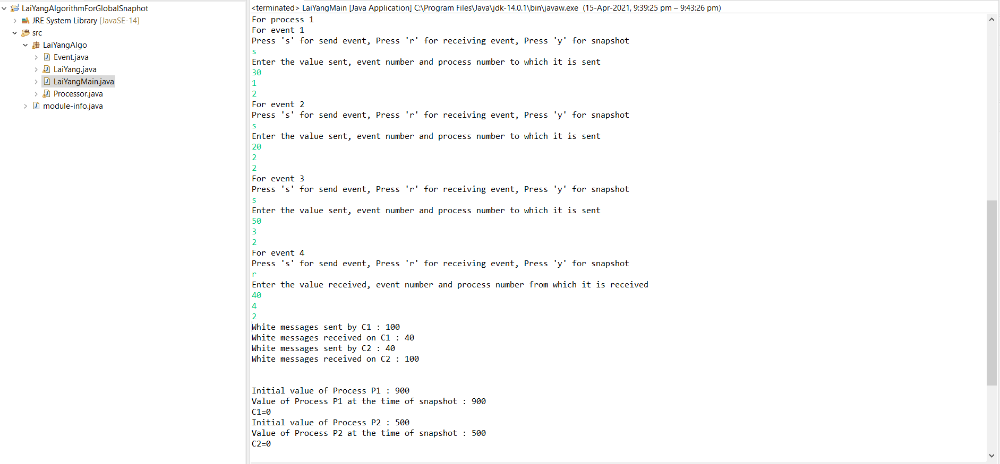 LaiYangAlgorithmForGlobalSnaphot
JRE System Library [JavaSE-14]
src
LaiYangAlgo
Event.java
LaiYang.java
LaiYangMain.java
Processor.java
module-info.java
<terminated> LaiYangMain [Java Application] C:\Program Files\Java\jdk-14.0.1\bin\javaw.exe (15-Apr-2021, 9:39:25 pm – 9:43:26 pm)
For process 1
For event 1
Press 's' for send event, Press 'r' for receiving event, Press 'y' for snapshot
s
Enter the value sent, event number and process number to which it is sent
30
1
2
For event 2
Press 's' for send event, Press 'r' for receiving event, Press 'y' for snapshot
s
Enter the value sent, event number and process number to which it is sent
20
2
2
For event 3
Press 's' for send event, Press 'r' for receiving event, Press 'y' for snapshot
s
Enter the value sent, event number and process number to which it is sent
50
3
2
For event 4
Press 's' for send event, Press 'r' for receiving event, Press 'y' for snapshot
r
Enter the value received, event number and process number from which it is received
40
4
2
White messages sent by C1 : 100
White messages received on C1 : 40
White messages sent by C2 : 40
White messages received on C2 : 100
Initial value of Process P1 : 900
Value of Process P1 at the time of snapshot : 900
C1=0
Initial value of Process P2 : 500
Value of Process P2 at the time of snapshot : 500
C2=0